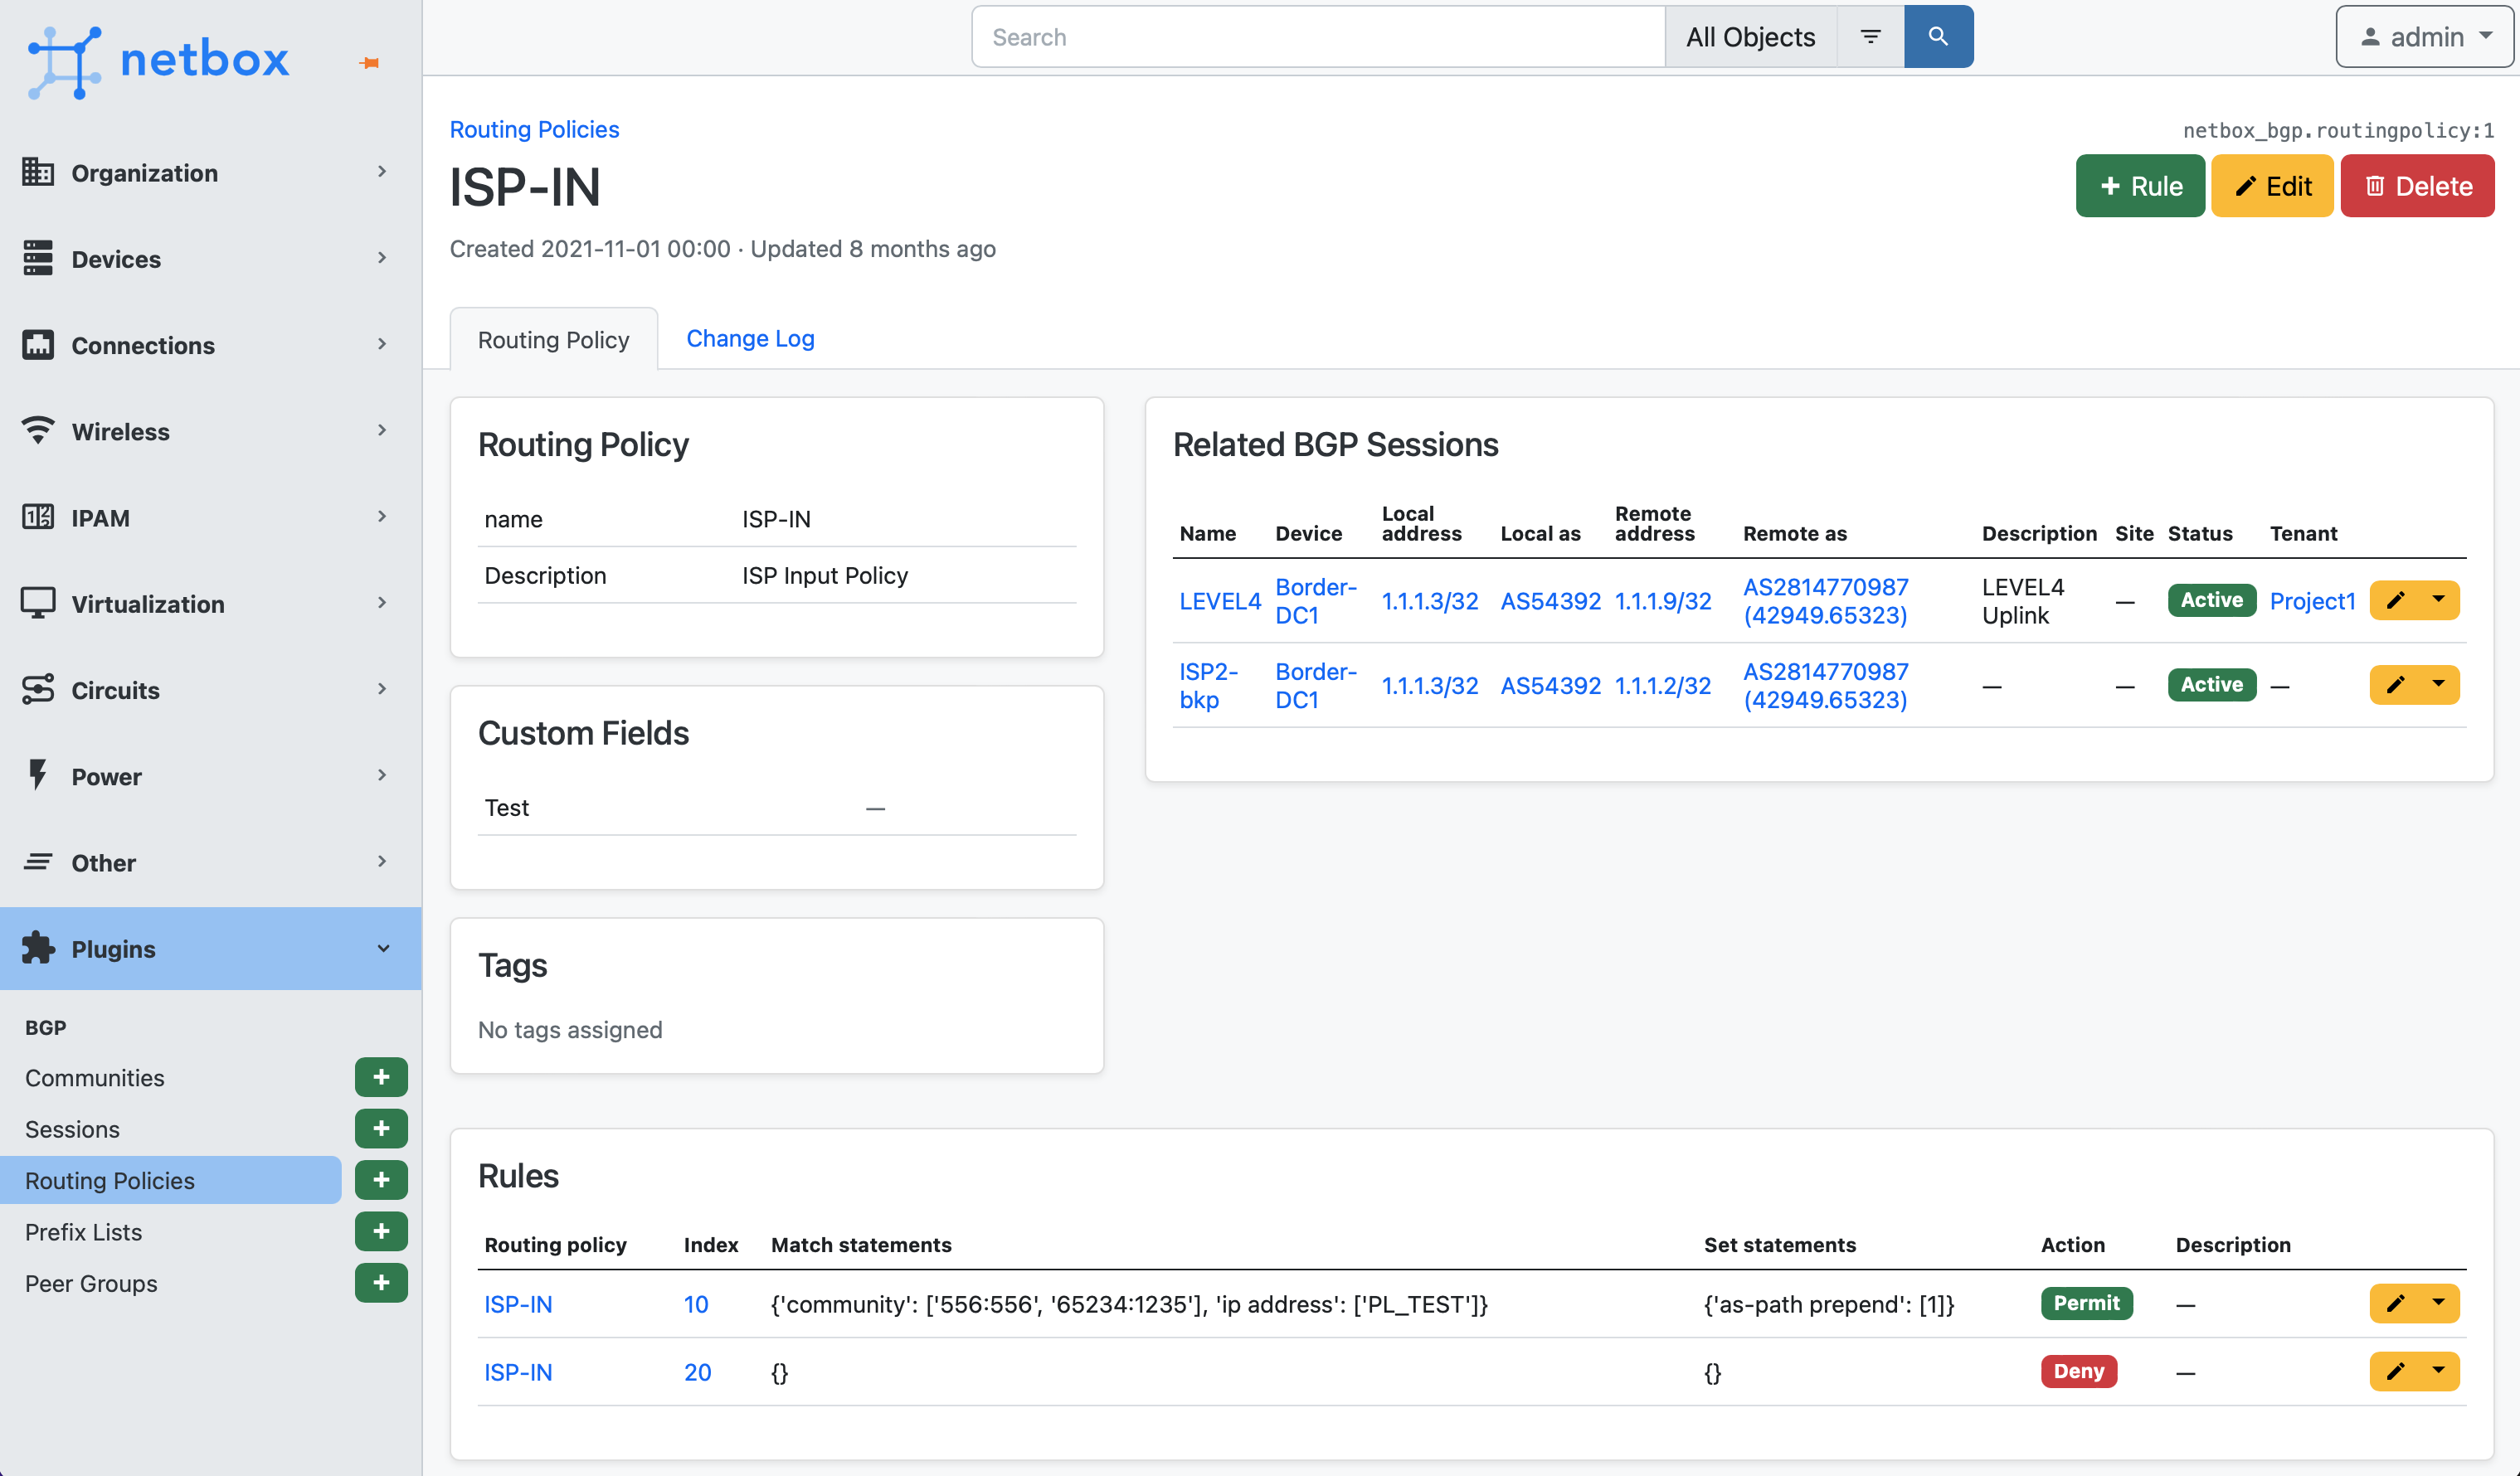 netbox
Search
All Objects
admin
Organization
Devices
Connections
Wireless
IPAM
Virtualization
Circuits
Power
Other
Plugins
BGP
Communities
Sessions
Routing Policies
Prefix Lists
Peer Groups
Routing Policies
netbox_bgp.routingpolicy:1
ISP-IN
+ Rule
Edit
Delete
Created 2021-11-01 00:00 · Updated 8 months ago
Routing Policy
Change Log
Routing Policy
name ISP-IN
Description ISP Input Policy
Custom Fields
Test —
Tags
No tags assigned
Related BGP Sessions
Name Device Local address Local as Remote address Remote as Description Site Status Tenant
LEVEL4 Border-DC1 1.1.1.3/32 AS54392 1.1.1.9/32 AS2814770987 (42949.65323) LEVEL4 Uplink — Active Project1
ISP2-bkp Border-DC1 1.1.1.3/32 AS54392 1.1.1.2/32 AS2814770987 (42949.65323) — — Active —
Rules
Routing policy Index Match statements Set statements Action Description
ISP-IN 10 {'community': ['556:556', '65234:1235'], 'ip address': ['PL_TEST']} {'as-path prepend': [1]} Permit —
ISP-IN 20 {} {} Deny —